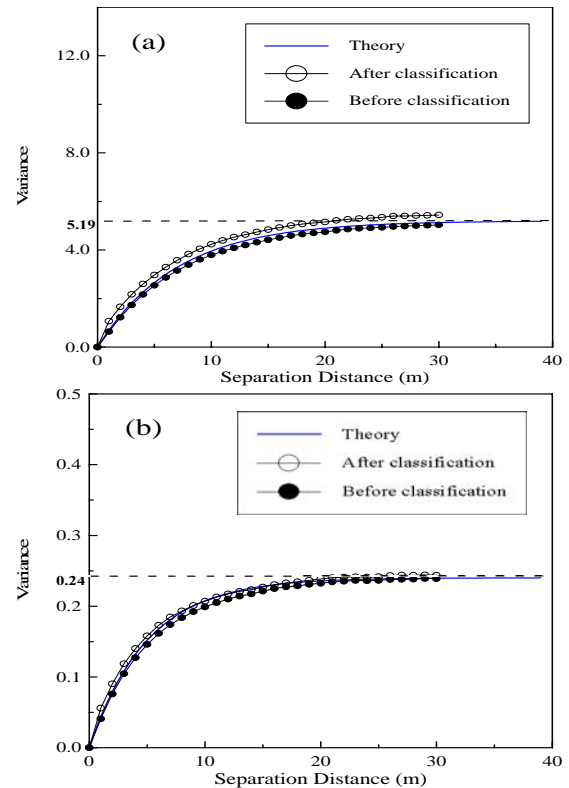 (a)
Theory
After classification
Before classification
12.0
8.0
5.19
4.0
0.0
Variance
0 10 20 30 40
Separation Distance (m)
(b)
Theory
After classification
Before classification
0.5
0.4
0.3
0.24
0.2
0.1
0.0
Variance
0 10 20 30 40
Separation Distance (m)